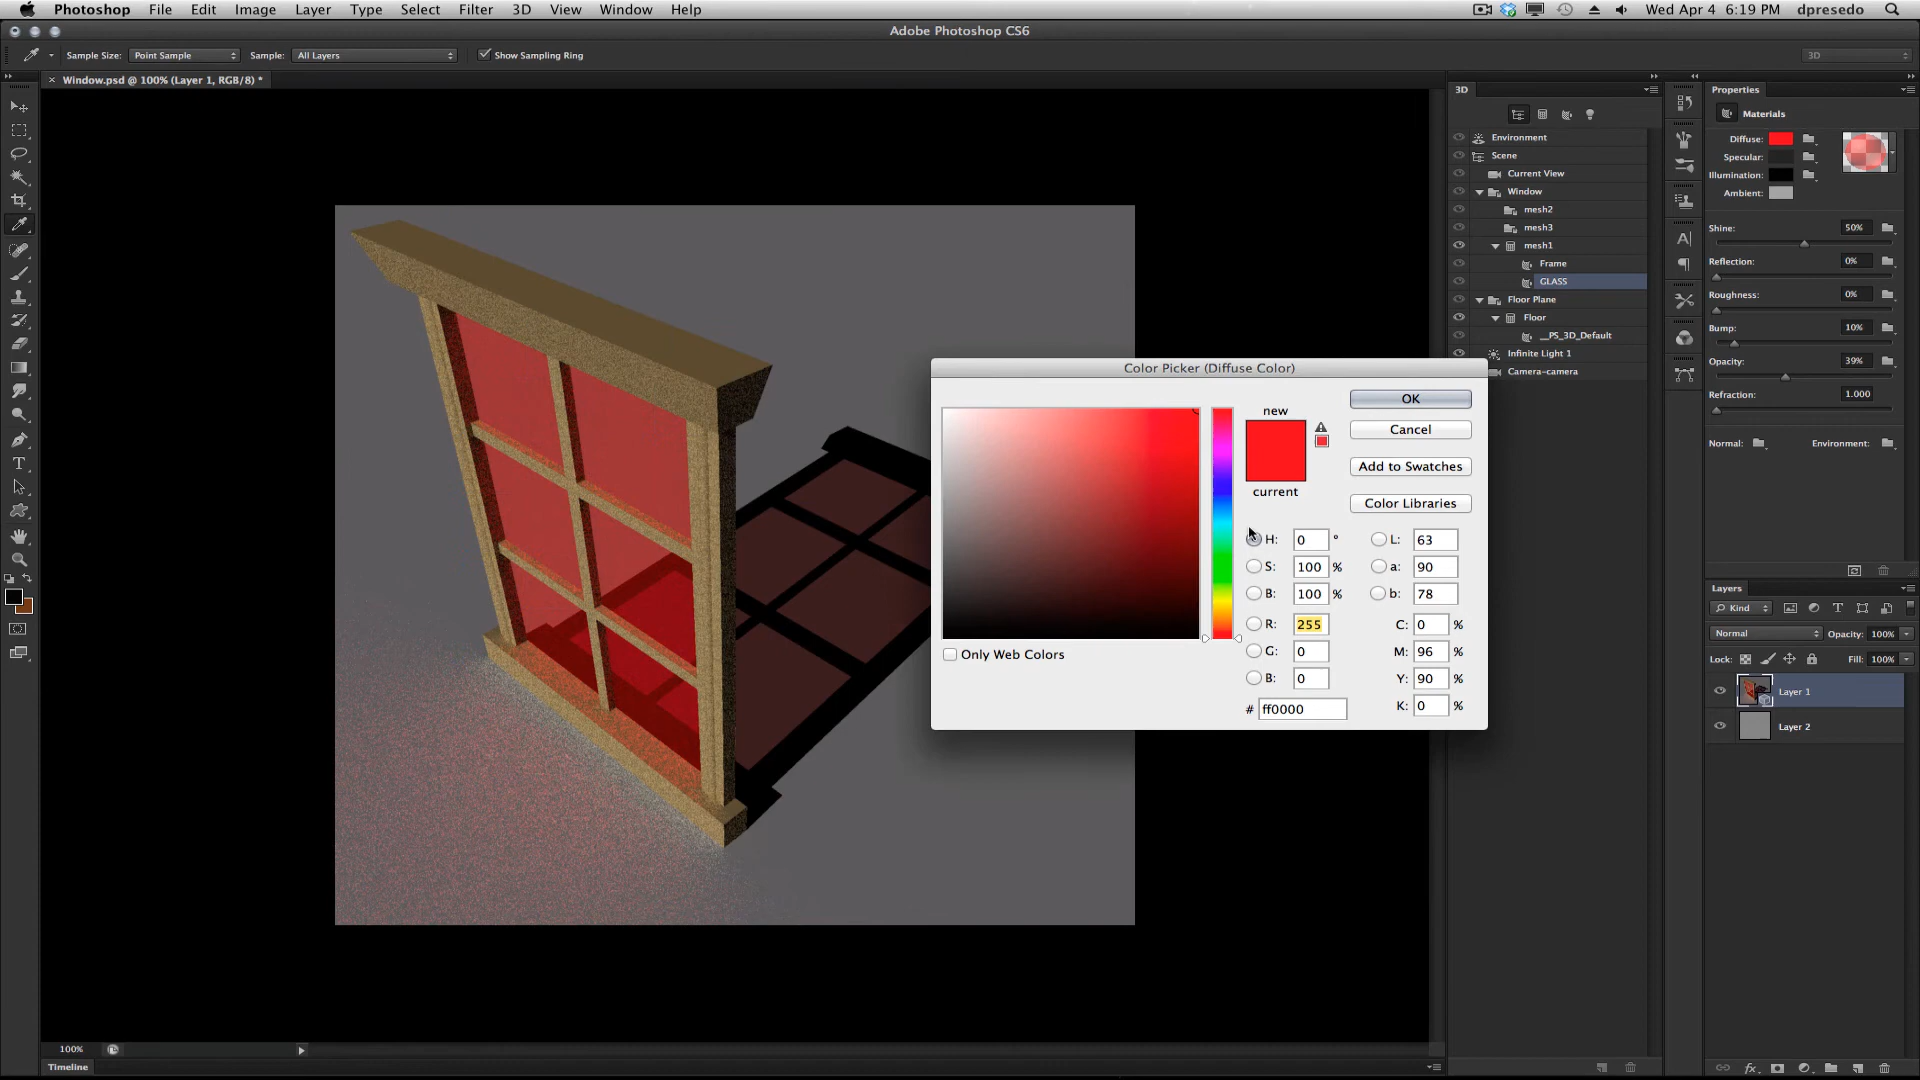 Photoshop File Edit Image Layer Type Select Filter 3D View Window Help Wed Apr 4 6:19 PM dpresedo
Adobe Photoshop CS6
Sample Size: Point Sample Sample: All Layers Show Sampling Ring 3D
× Window.psd @ 100% (Layer 1, RGB/8) *
3D
Environment
Scene
Current View
Window
mesh2
mesh3
mesh1
Frame
GLASS
Floor Plane
Floor
__PS_3D_Default
Infinite Light 1
Camera-camera
Properties
Materials
Diffuse:
Specular:
Illumination:
Ambient:
Shine: 50%
Reflection: 0%
Roughness: 0%
Bump: 10%
Opacity: 39%
Refraction: 1.000
Normal: Environment:
Color Picker (Diffuse Color)
new
current
OK
Cancel
Add to Swatches
Color Libraries
H: 0 ° L: 63
S: 100 % a: 90
B: 100 % b: 78
R: 255 C: 0 %
G: 0 M: 96 %
B: 0 Y: 90 %
# ff0000 K: 0 %
Only Web Colors
Layers
Kind
Normal Opacity: 100%
Lock: Fill: 100%
Layer 1
Layer 2
fx
100%
Timeline